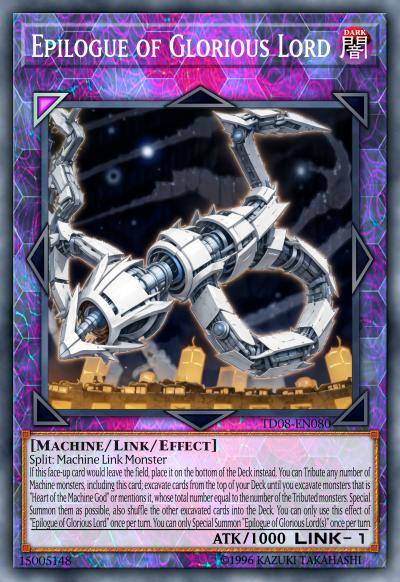 EPILOGUE OF GLORIOUS LORD
DARK
闇
TD08-EN080
[MACHINE/LINK/EFFECT]
Split: Machine Link Monster
If this face-up card would leave the field, place it on the bottom of the Deck instead. You can Tribute any number of
Machine monsters, including this card; excavate cards from the top of your Deck until you excavate monsters that is
"Heart of the Machine God" or mentions it, whose total number equal to the number of the Tributed monsters. Special
Summon them as possible, also shuffle the other excavated cards into the Deck. You can only use this effect of
"Epilogue of Glorious Lord" once per turn. You can only Special Summon "Epilogue of Glorious Lord(s)" once per turn.
ATK/1000 LINK-1
15005148
©1996 KAZUKI TAKAHASHI